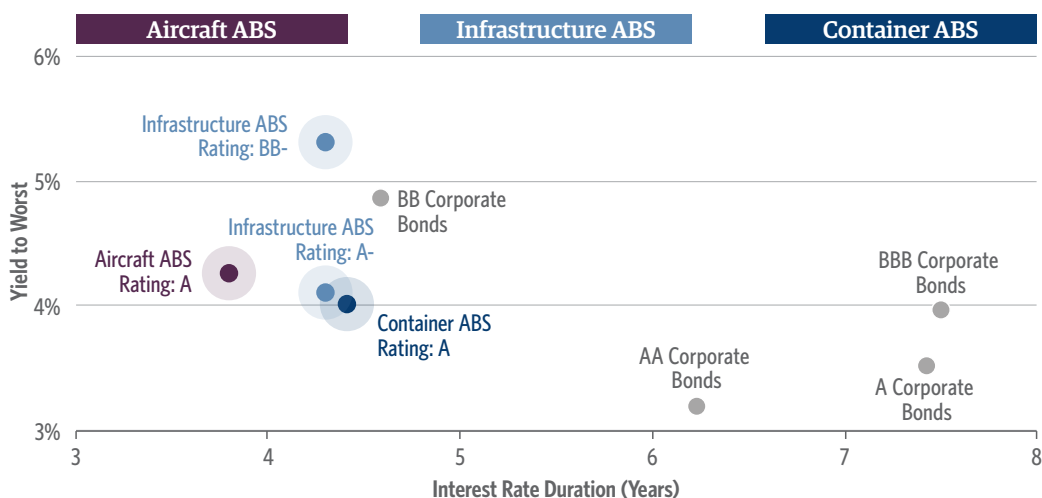 Aircraft ABS
Infrastructure ABS
Container ABS
6%
Infrastructure ABS
Rating: BB-
5%
BB Corporate
Bonds
Infrastructure ABS
Rating: A-
Aircraft ABS
Rating: A
BBB Corporate
Bonds
Yield to Worst
4%
Container ABS
Rating: A
AA Corporate
Bonds
A Corporate
Bonds
3%
3
4
5
6
7
8
Interest Rate Duration (Years)